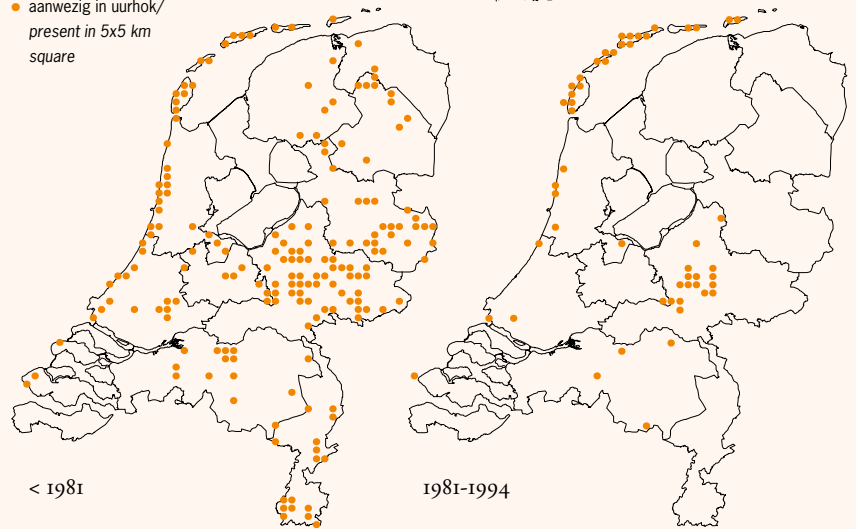 aanwezig in uurhok/
present in 5x5 km
square
< 1981
1981-1994